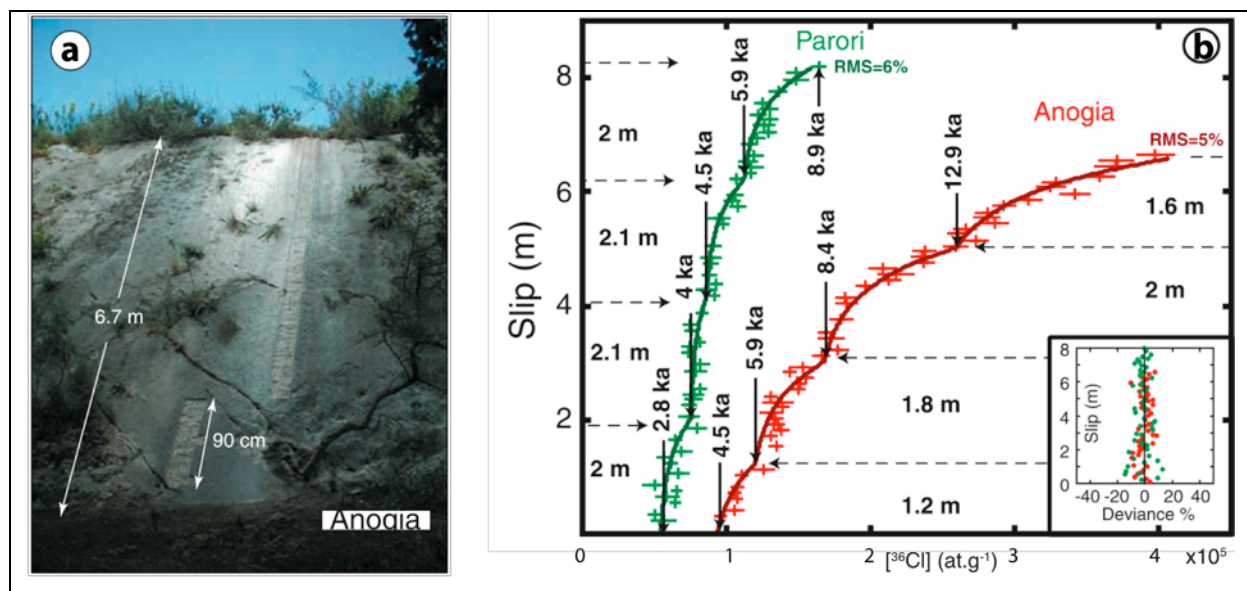 a
6.7 m
90 cm
Anogia
b
Parori
RMS=6%
Anogia
RMS=5%
Slip (m)
8
6
4
2
2 m
2.1 m
2.1 m
2 m
2.8 ka
4 ka
4.5 ka
5.9 ka
8.9 ka
4.5 ka
5.9 ka
8.4 ka
12.9 ka
1.6 m
2 m
1.8 m
1.2 m
Slip (m)
8
6
4
2
0
-40 -20 0 20 40
Deviance %
0 1 2 3 4 x10⁵
[³⁶Cl] (at.g⁻¹)